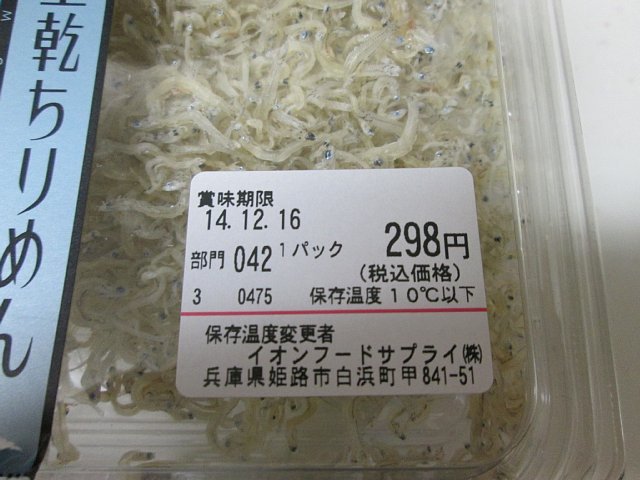 乾ちりめん
賞味期限
14.12.16
部門 042 1パック 298円
(税込価格)
3 0475 保存温度10℃以下
保存温度変更者
イオンフードサプライ㈱
兵庫県姫路市白浜町甲841-51